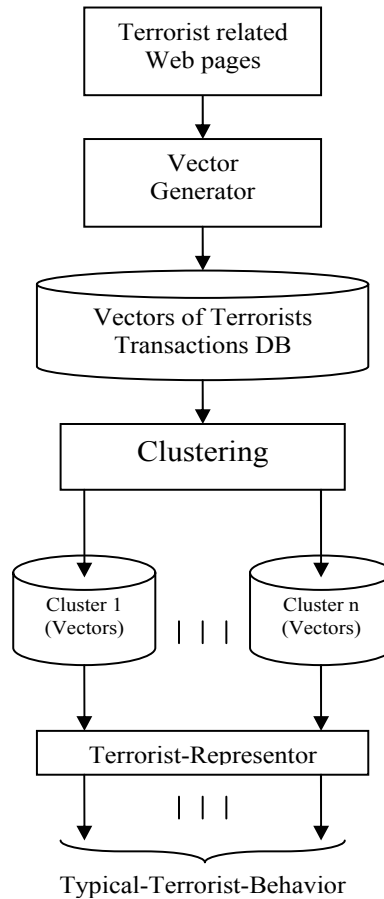 Terrorist related
Web pages
Vector
Generator
Vectors of Terrorists
Transactions DB
Clustering
Cluster 1
(Vectors)
Cluster n
(Vectors)
Terrorist-Representor
Typical-Terrorist-Behavior